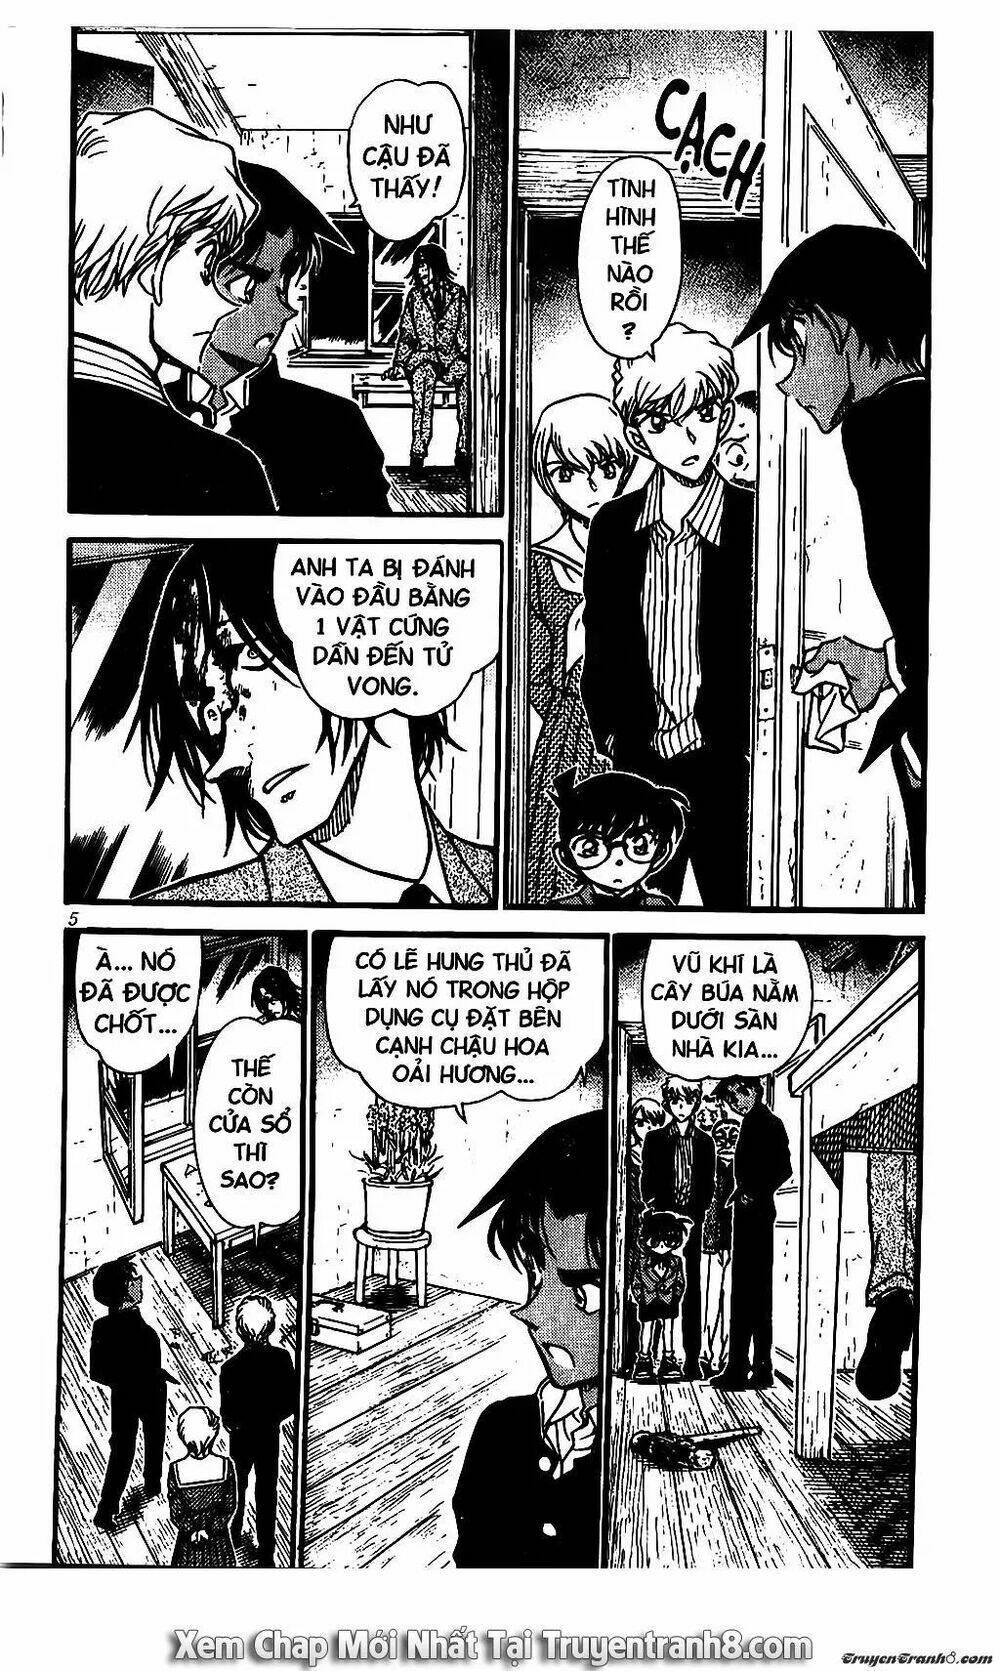 CẠCH
TÌNH
HÌNH
THẾ
NÀO
RỒI
?
NHƯ
CẬU ĐÃ
THẤY!
ANH TA BỊ ĐÁNH
VÀO ĐẦU BẰNG
1 VẬT CỨNG
DẪN ĐẾN TỬ
VONG.
5
VŨ KHÍ LÀ
CÂY BÚA NẰM
DƯỚI SÀN
NHÀ KIA...
CÓ LẼ HUNG THỦ ĐÃ
LẤY NÓ TRONG HỘP
DỤNG CỤ ĐẶT BÊN
CẠNH CHẬU HOA
OẢI HƯƠNG...
THẾ
CÒN
CỬA SỔ
THÌ
SAO?
À... NÓ
ĐÃ ĐƯỢC
CHỐT...
Xem Chap Mới Nhất Tại Truyentranh8.com
TruyenTranh8.com